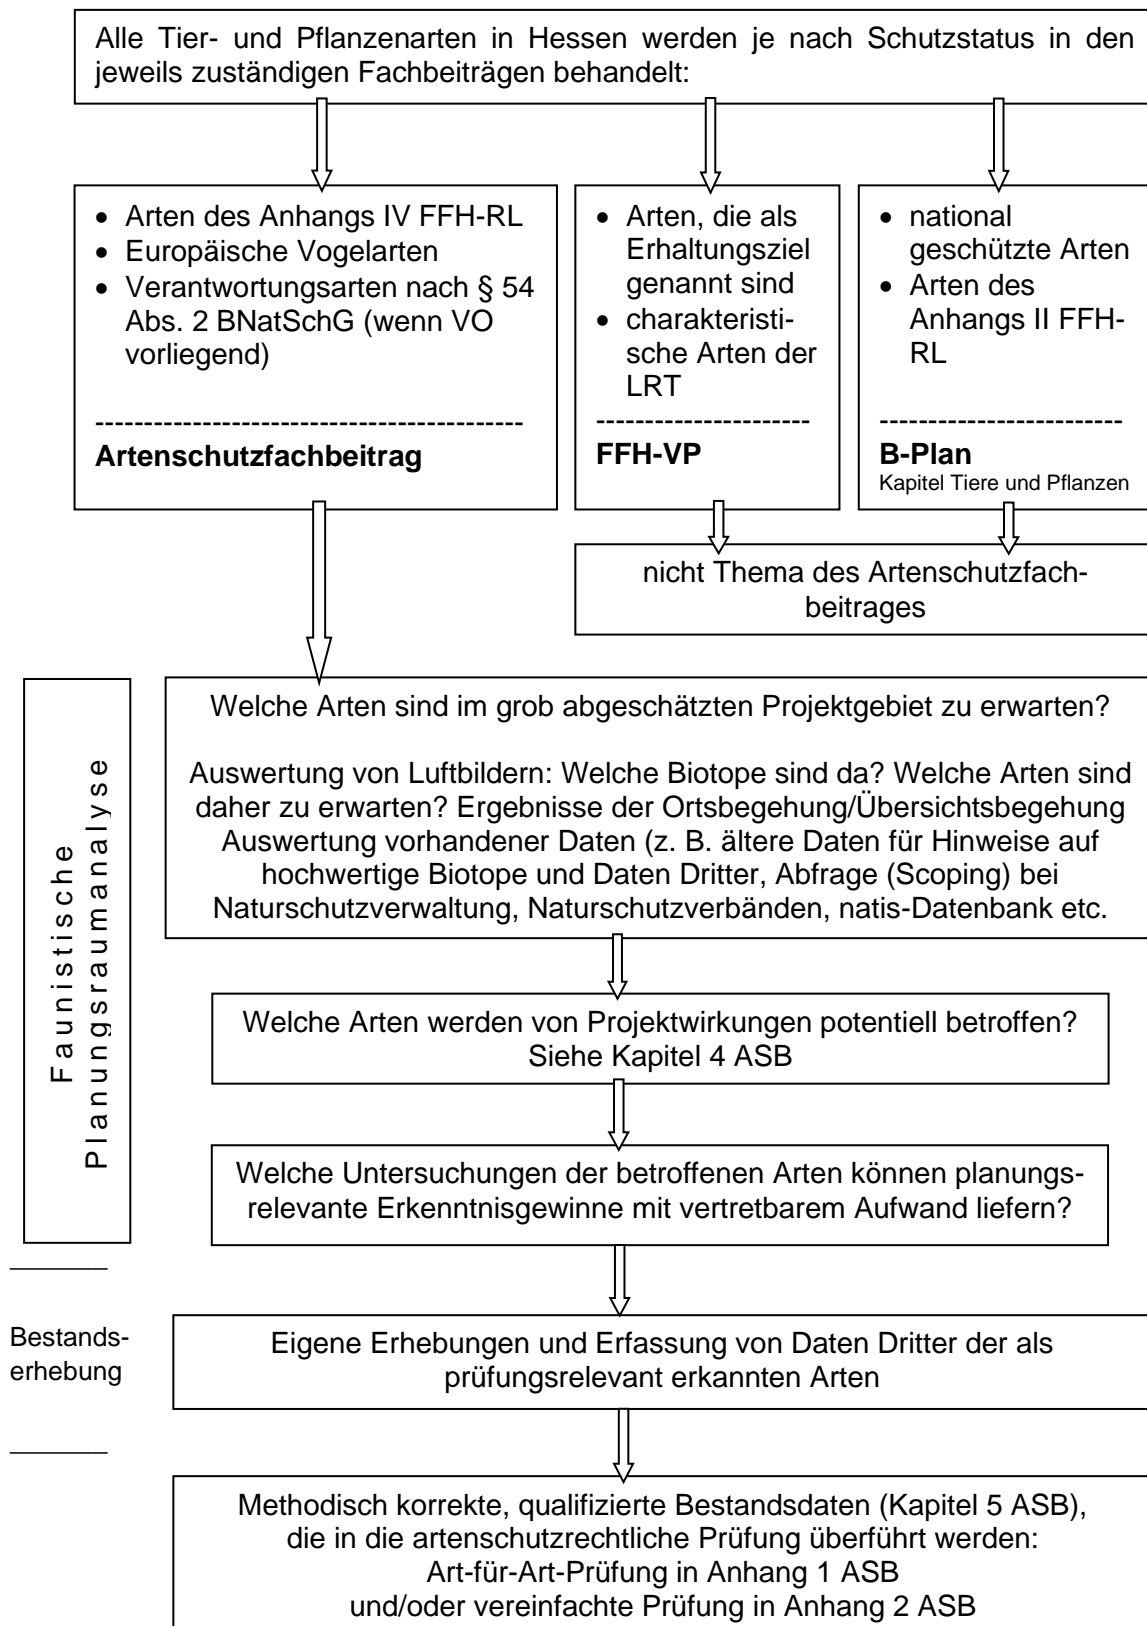 Alle Tier- und Pflanzenarten in Hessen werden je nach Schutzstatus in den
jeweils zuständigen Fachbeiträgen behandelt:
• Arten des Anhangs IV FFH-RL
• Europäische Vogelarten
• Verantwortungsarten nach § 54
Abs. 2 BNatSchG (wenn VO
vorliegend)
--------------------------------------------
Artenschutzfachbeitrag
• Arten, die als
Erhaltungsziel
genannt sind
• charakteristi-
sche Arten der
LRT
----------------------
FFH-VP
• national
geschützte Arten
• Arten des
Anhangs II FFH-
RL
-------------------------
B-Plan
Kapitel Tiere und Pflanzen
nicht Thema des Artenschutzfach-
beitrages
Faunistische
Planungsraumanalyse
Welche Arten sind im grob abgeschätzten Projektgebiet zu erwarten?
Auswertung von Luftbildern: Welche Biotope sind da? Welche Arten sind
daher zu erwarten? Ergebnisse der Ortsbegehung/Übersichtsbegehung
Auswertung vorhandener Daten (z. B. ältere Daten für Hinweise auf
hochwertige Biotope und Daten Dritter, Abfrage (Scoping) bei
Naturschutzverwaltung, Naturschutzverbänden, natis-Datenbank etc.
Welche Arten werden von Projektwirkungen potentiell betroffen?
Siehe Kapitel 4 ASB
Welche Untersuchungen der betroffenen Arten können planungs-
relevante Erkenntnisgewinne mit vertretbarem Aufwand liefern?
______
Bestands-
erhebung
______
Eigene Erhebungen und Erfassung von Daten Dritter der als
prüfungsrelevant erkannten Arten
Methodisch korrekte, qualifizierte Bestandsdaten (Kapitel 5 ASB),
die in die artenschutzrechtliche Prüfung überführt werden:
Art-für-Art-Prüfung in Anhang 1 ASB
und/oder vereinfachte Prüfung in Anhang 2 ASB